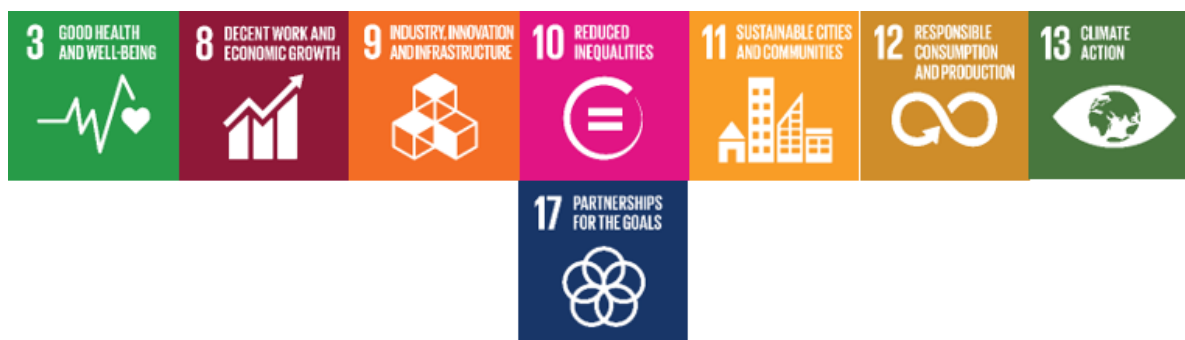 3 GOOD HEALTH
AND WELL-BEING
8 DECENT WORK AND
ECONOMIC GROWTH
9 INDUSTRY, INNOVATION
AND INFRASTRUCTURE
10 REDUCED
INEQUALITIES
11 SUSTAINABLE CITIES
AND COMMUNITIES
12 RESPONSIBLE
CONSUMPTION
AND PRODUCTION
13 CLIMATE
ACTION
17 PARTNERSHIPS
FOR THE GOALS